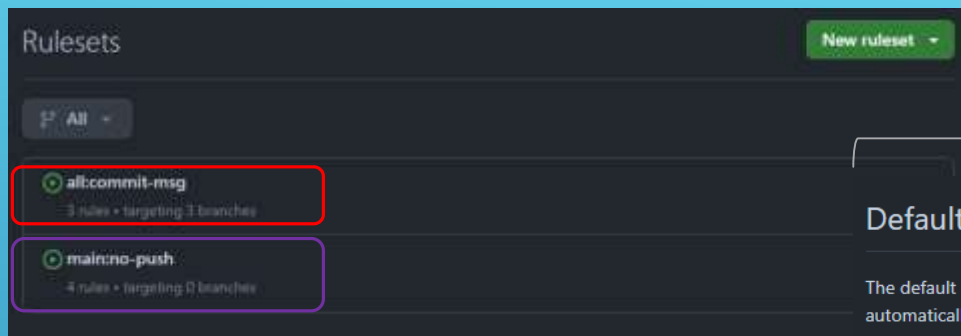 Rulesets
New ruleset
All
all:commit-msg
3 rules • targeting 3 branches
main:no-push
4 rules • targeting 0 branches
Default
The default
automatical